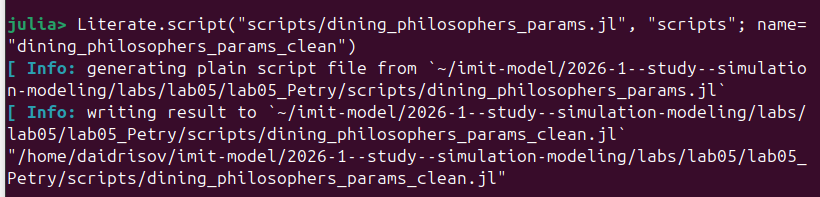 julia> Literate.script("scripts/dining_philosophers_params.jl", "scripts"; name=
"dining_philosophers_params_clean")
[ Info: generating plain script file from `~/imit-model/2026-1--study--simulatio
n-modeling/labs/lab05/lab05_Petry/scripts/dining_philosophers_params.jl`
[ Info: writing result to `~/imit-model/2026-1--study--simulation-modeling/labs/
lab05/lab05_Petry/scripts/dining_philosophers_params_clean.jl`
"/home/daidrisov/imit-model/2026-1--study--simulation-modeling/labs/lab05/lab05_
Petry/scripts/dining_philosophers_params_clean.jl"